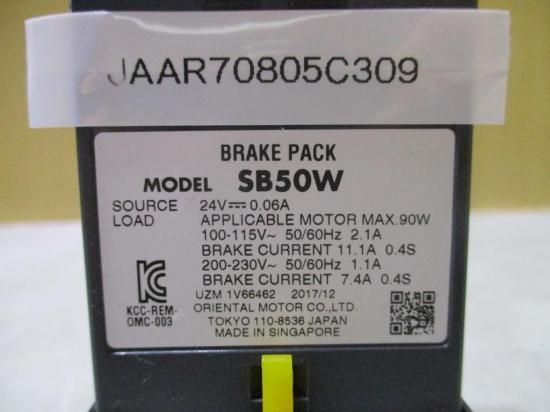 JAAR70805C309
BRAKE PACK
MODEL SB50W
SOURCE 24V⎓0.06A
LOAD APPLICABLE MOTOR MAX.90W
100-115V~ 50/60Hz 2.1A
BRAKE CURRENT 11.1A 0.4S
200-230V~ 50/60Hz 1.1A
BRAKE CURRENT 7.4A 0.4S
UZM 1V66462 2017/12
KCC-REM-
OMC-003
ORIENTAL MOTOR CO.,LTD.
TOKYO 110-8536 JAPAN
MADE IN SINGAPORE